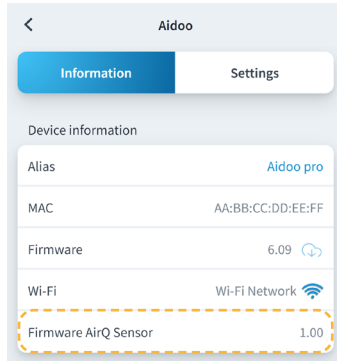 Aidoo
Information Settings
Device information
Alias Aidoo pro
MAC AA:BB:CC:DD:EE:FF
Firmware 6.09
Wi-Fi Wi-Fi Network
Firmware AirQ Sensor 1.00